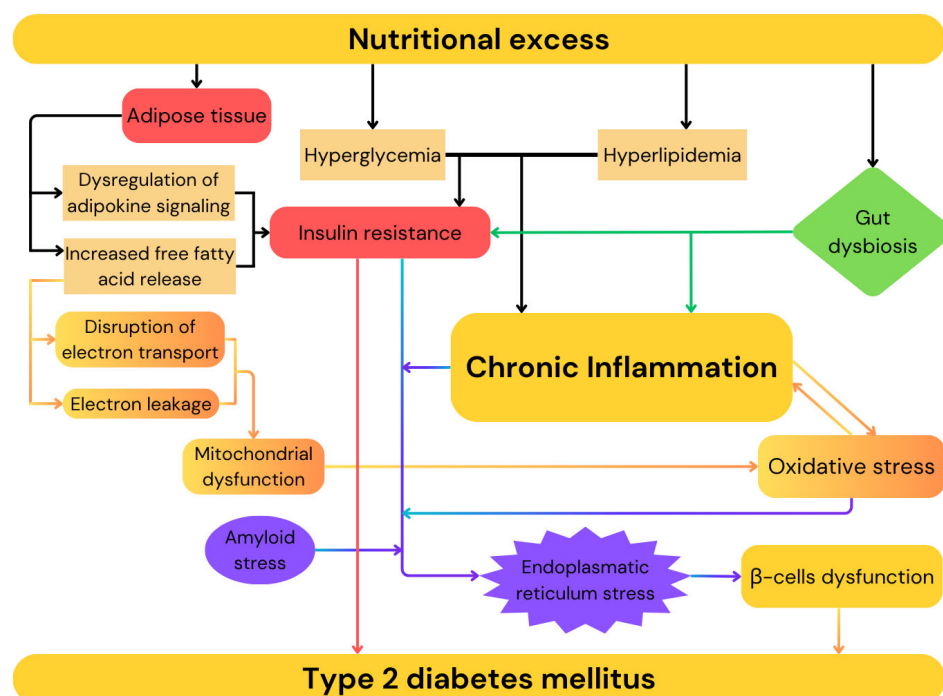 Nutritional excess
Adipose tissue
Hyperglycemia
Hyperlipidemia
Dysregulation of
adipokine signaling
Insulin resistance
Gut
dysbiosis
Increased free fatty
acid release
Disruption of
electron transport
Chronic Inflammation
Electron leakage
Mitochondrial
dysfunction
Oxidative stress
Amyloid
stress
Endoplasmatic
reticulum stress
β-cells dysfunction
Type 2 diabetes mellitus